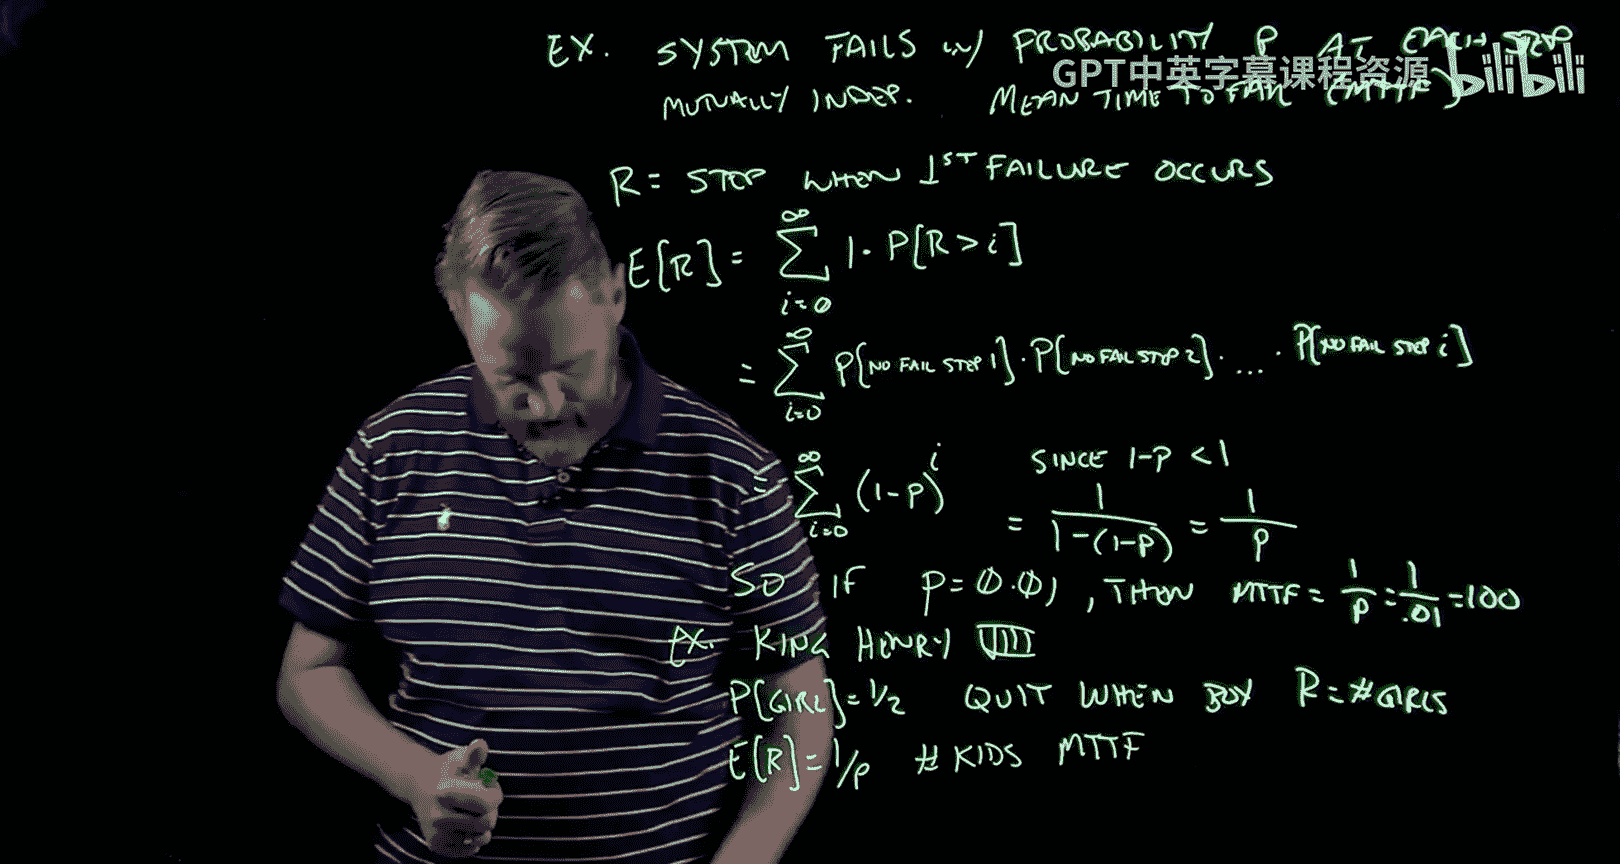 EX. SYSTEM FAILS w/ PROBABILITY P AT EACH STEP
GPT中英字幕课程资源 bilibili
MUTUALLY INDEP. MEAN TIME TO FAIL (MTTF)
R = STEP WHEN 1ST FAILURE OCCURS
E[R] = ∞ ∑ i=0 1 · P[R > i]
= ∞ ∑ i=0 P[NO FAIL STEP 1] · P[NO FAIL STEP 2] · ... · P[NO FAIL STEP i]
SINCE 1-P < 1
= ∞ ∑ i=0 (1-P)^i = 1/(1-(1-P)) = 1/P
SO IF P = 0.01, THEN MTTF = 1/P = 1/.01 = 100
EX. KING HENRY VIII
P[GIRL] = 1/2 QUIT WHEN BOY R = # GIRLS
E[R] = 1/P # KIDS MTTF